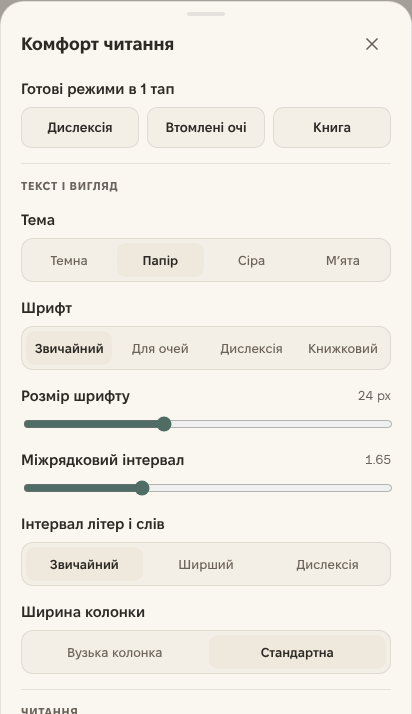 Комфорт читання
Готові режими в 1 тап
Дислексія Втомлені очі Книга
ТЕКСТ І ВИГЛЯД
Тема
Темна Папір Сіра М'ята
Шрифт
Звичайний Для очей Дислексія Книжковий
Розмір шрифту 24 px
Міжрядковий інтервал 1.65
Інтервал літер і слів
Звичайний Ширший Дислексія
Ширина колонки
Вузька колонка Стандартна
ЧИТАННЯ